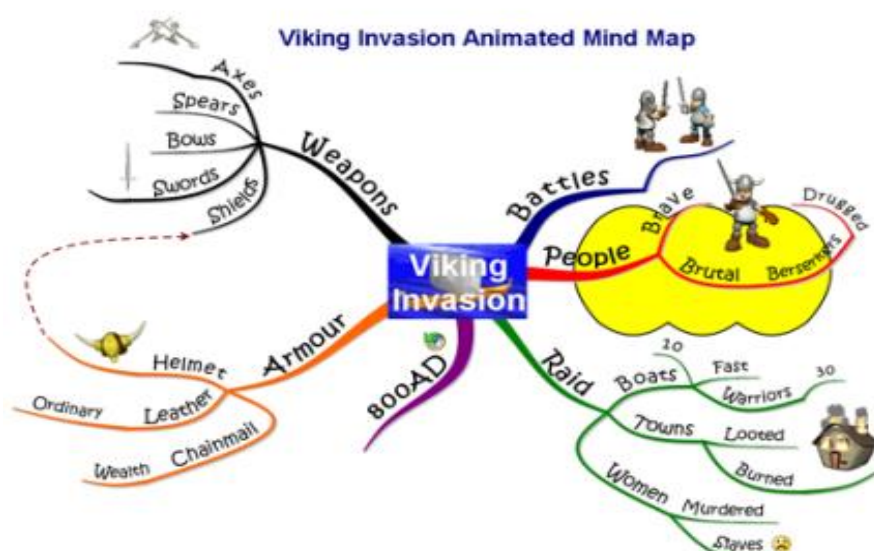 Viking Invasion Animated Mind Map
Viking
Invasion
Weapons
Axes
Spears
Bows
Swords
Shields
Battles
People
Brave
Brutal
Berserkers
Drugged
Raid
Boats
10
Fast
Warriors
30
Towns
Looted
Burned
Women
Murdered
Slaves
800AD
Armour
Helmet
Leather
Ordinary
Chainmail
Wealth